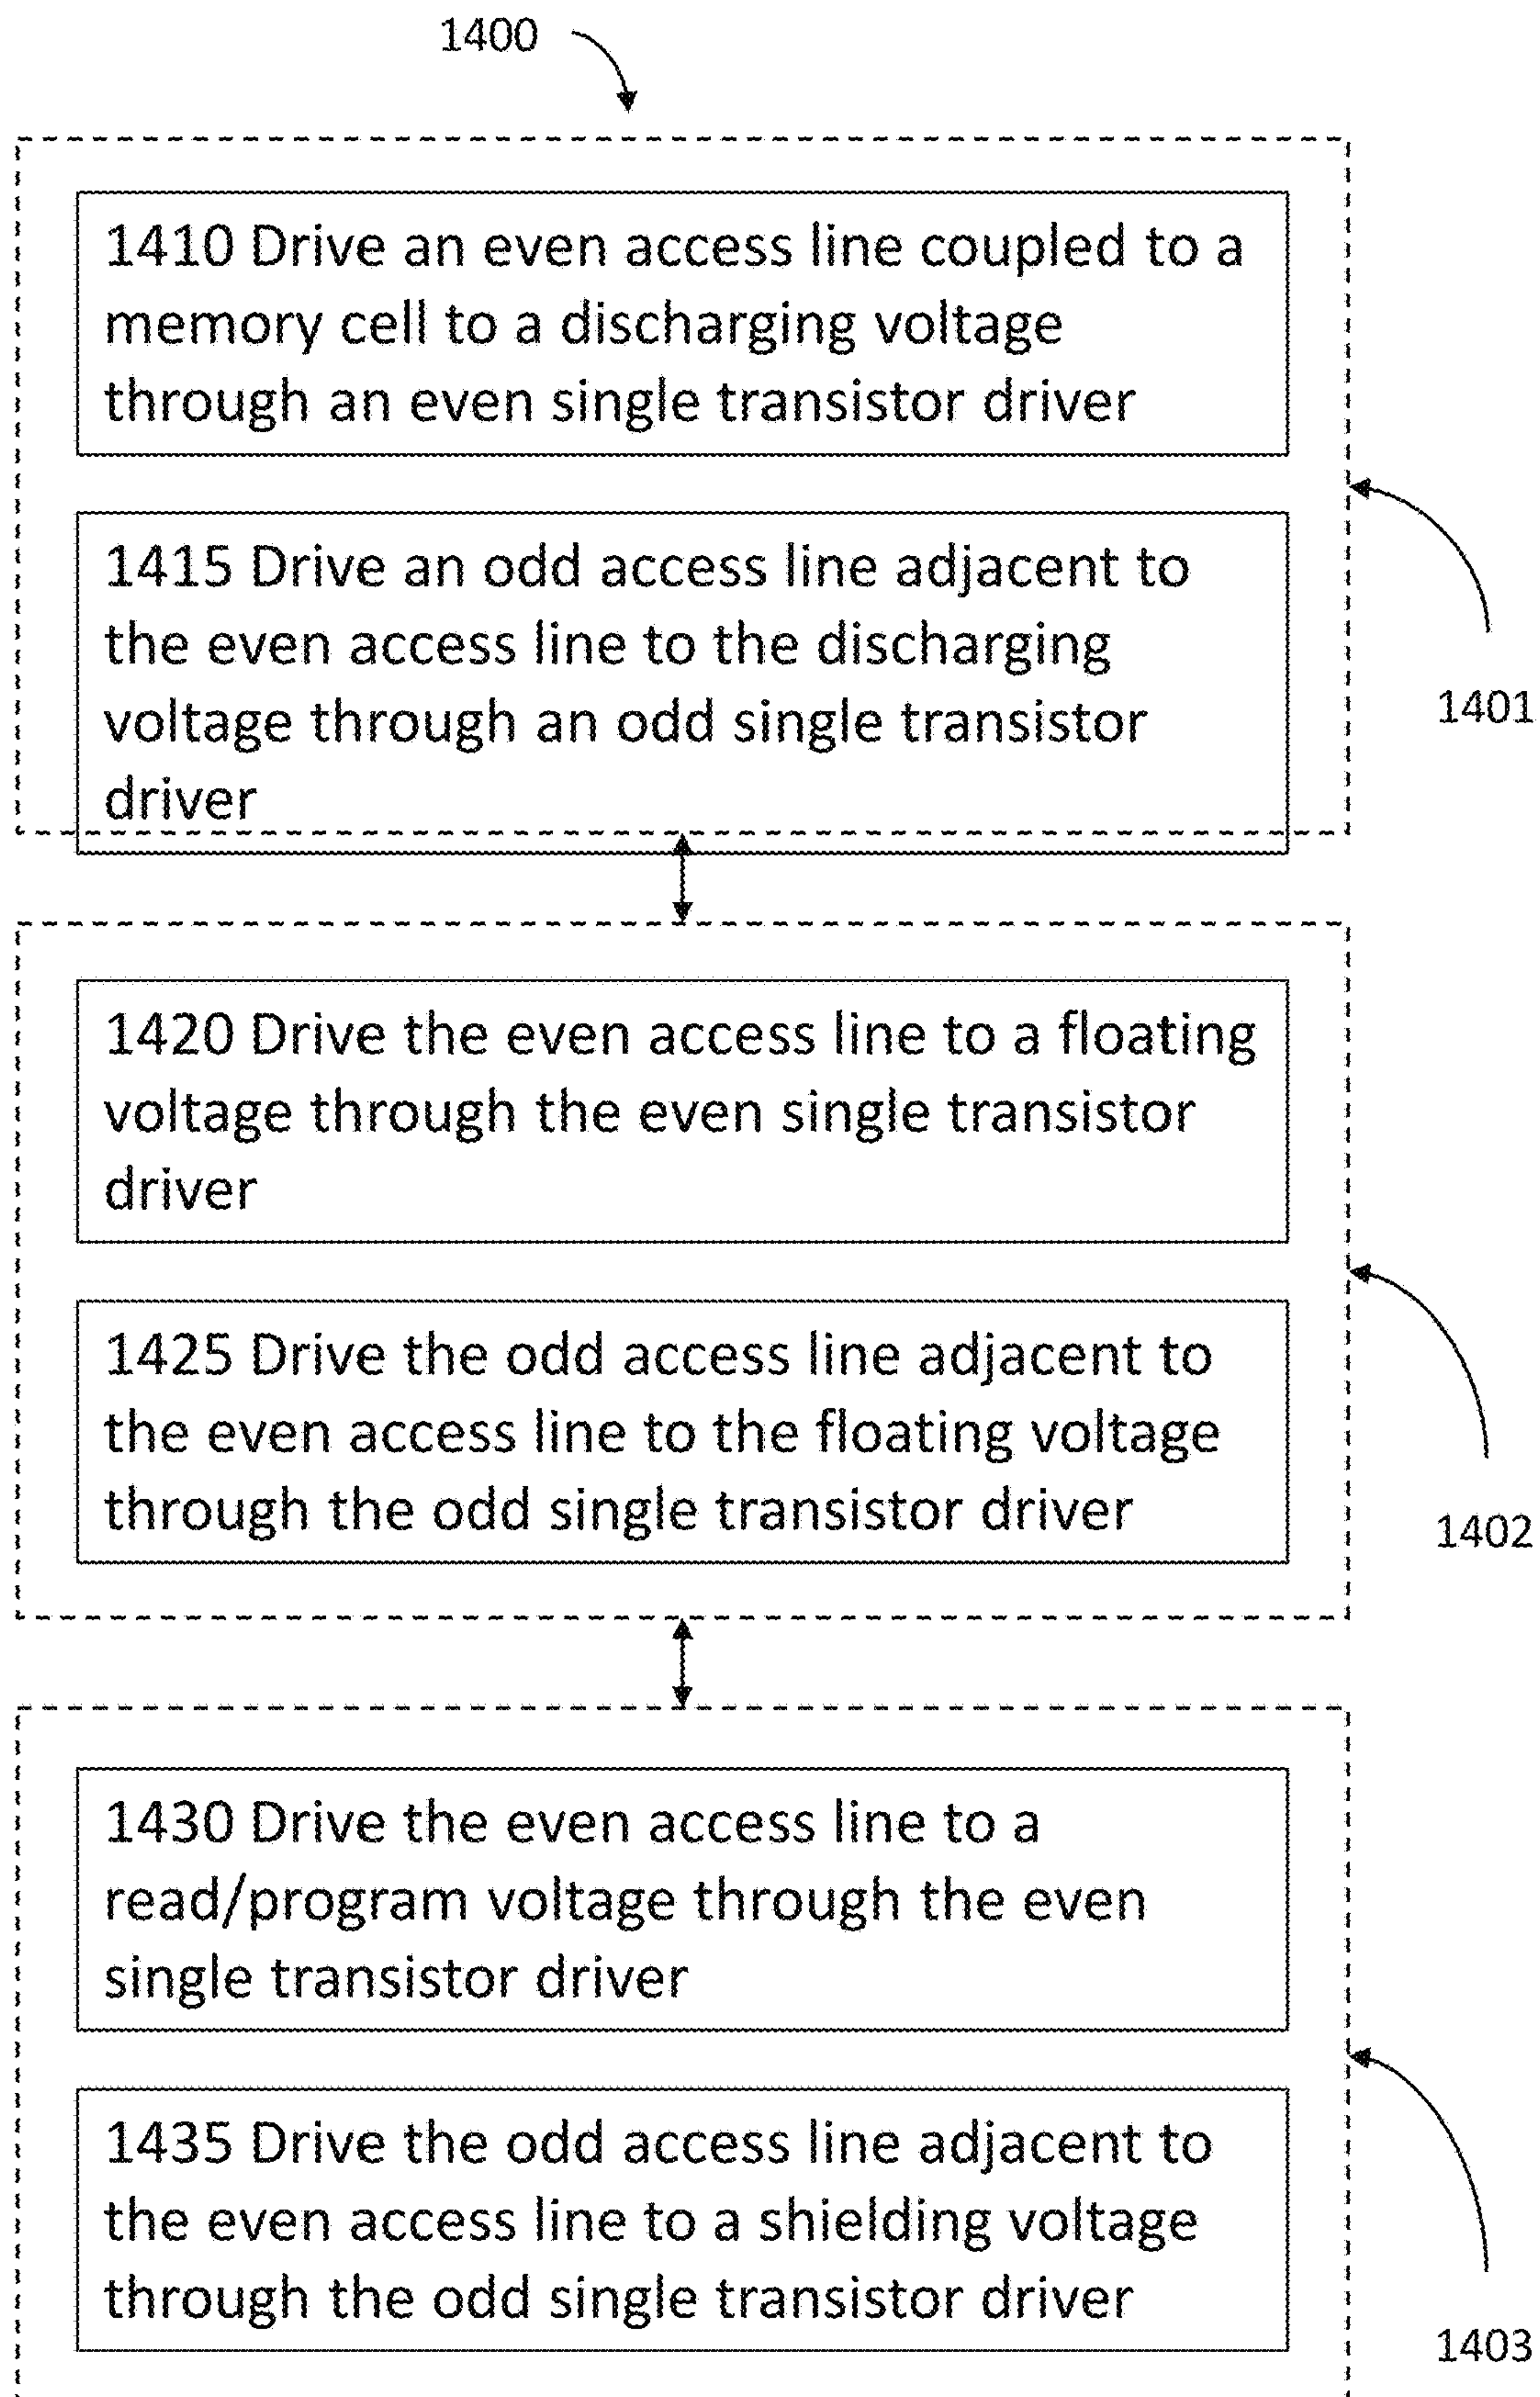 1400
1410 Drive an even access line coupled to a
memory cell to a discharging voltage
through an even single transistor driver
1415 Drive an odd access line adjacent to
the even access line to the discharging
voltage through an odd single transistor
driver
1401
1420 Drive the even access line to a floating
voltage through the even single transistor
driver
1425 Drive the odd access line adjacent to
the even access line to the floating voltage
through the odd single transistor driver
1402
1430 Drive the even access line to a
read/program voltage through the even
single transistor driver
1435 Drive the odd access line adjacent to
the even access line to a shielding voltage
through the odd single transistor driver
1403